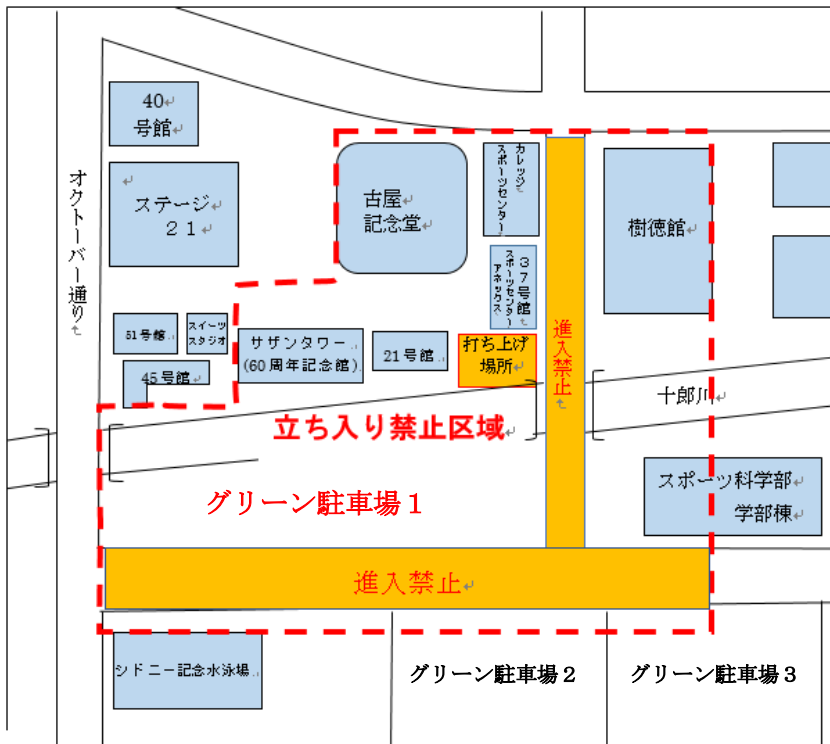 40
号館
ステージ
２１
オクトーバー通り
古屋
記念堂
カレッジ
スポーツセンター
３７号館
スポーツセンター
アネックス
樹徳館
進入禁止
51号館
スイーツ
スタジオ
サザンタワー
(60周年記念館)
21号館
打ち上げ
場所
45号館
十郎川
立ち入り禁止区域
グリーン駐車場１
スポーツ科学部
学部棟
進入禁止
シドニー記念水泳場
グリーン駐車場２
グリーン駐車場３